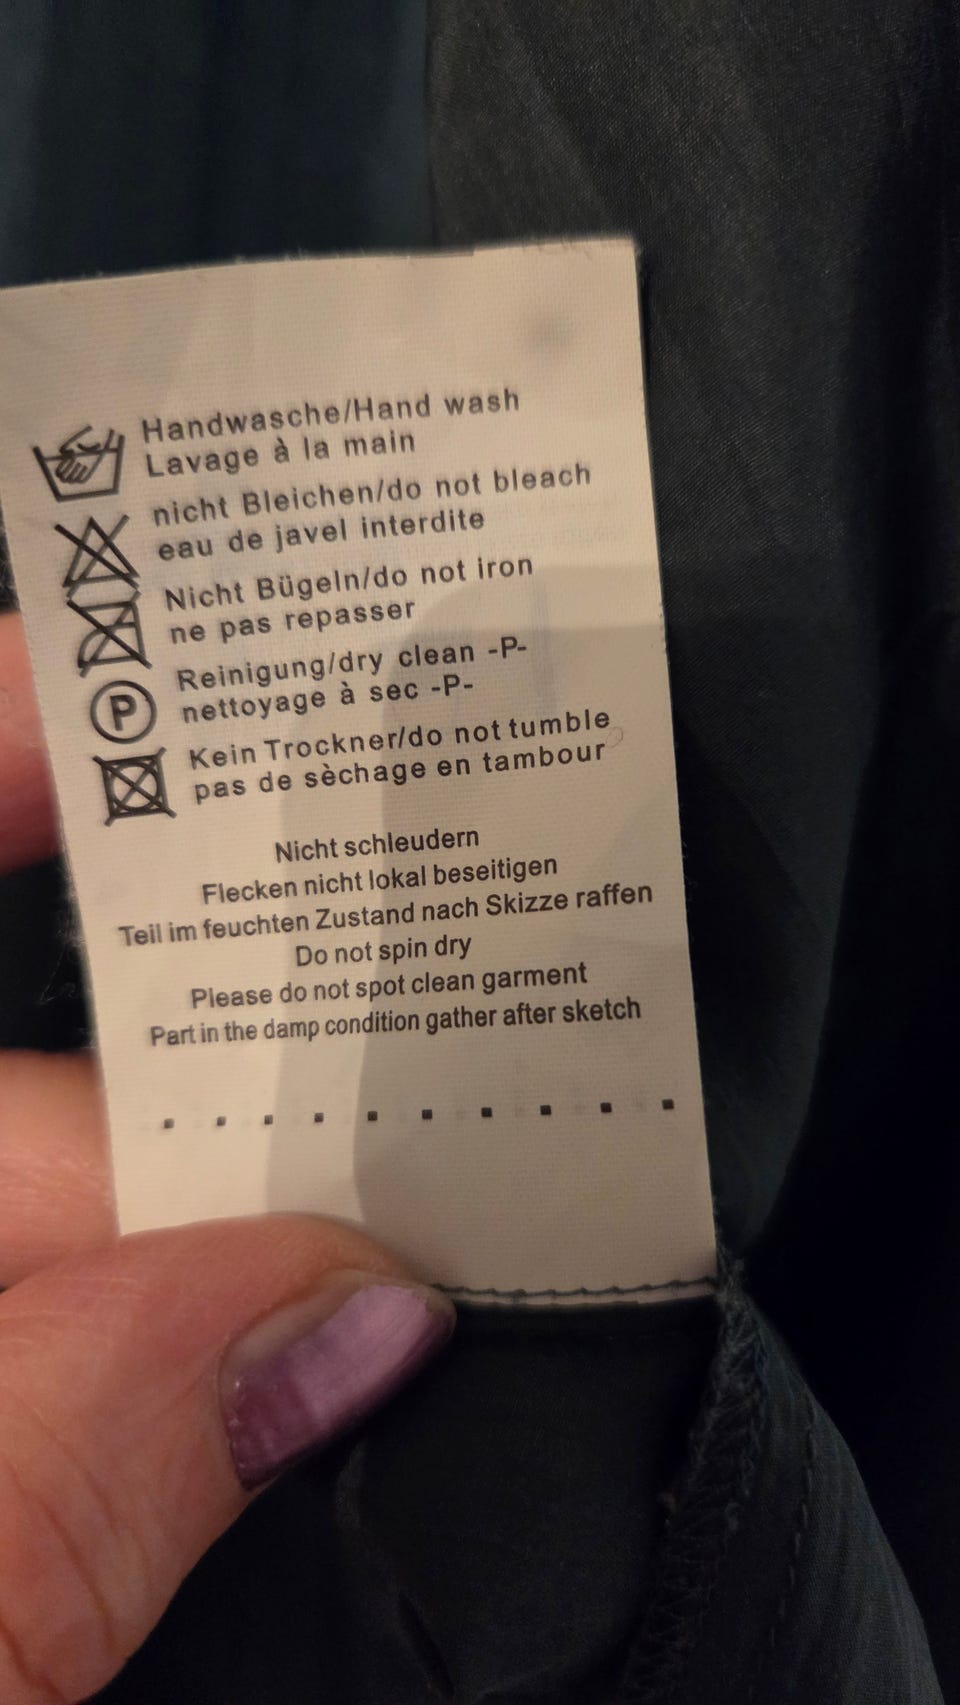 Handwasche/Hand wash
Lavage à la main
nicht Bleichen/do not bleach
eau de javel interdite
Nicht Bügeln/do not iron
ne pas repasser
P
Reinigung/dry clean -P-
nettoyage à sec -P-
Kein Trockner/do not tumble
pas de sèchage en tambour
Nicht schleudern
Flecken nicht lokal beseitigen
Teil im feuchten Zustand nach Skizze raffen
Do not spin dry
Please do not spot clean garment
Part in the damp condition gather after sketch